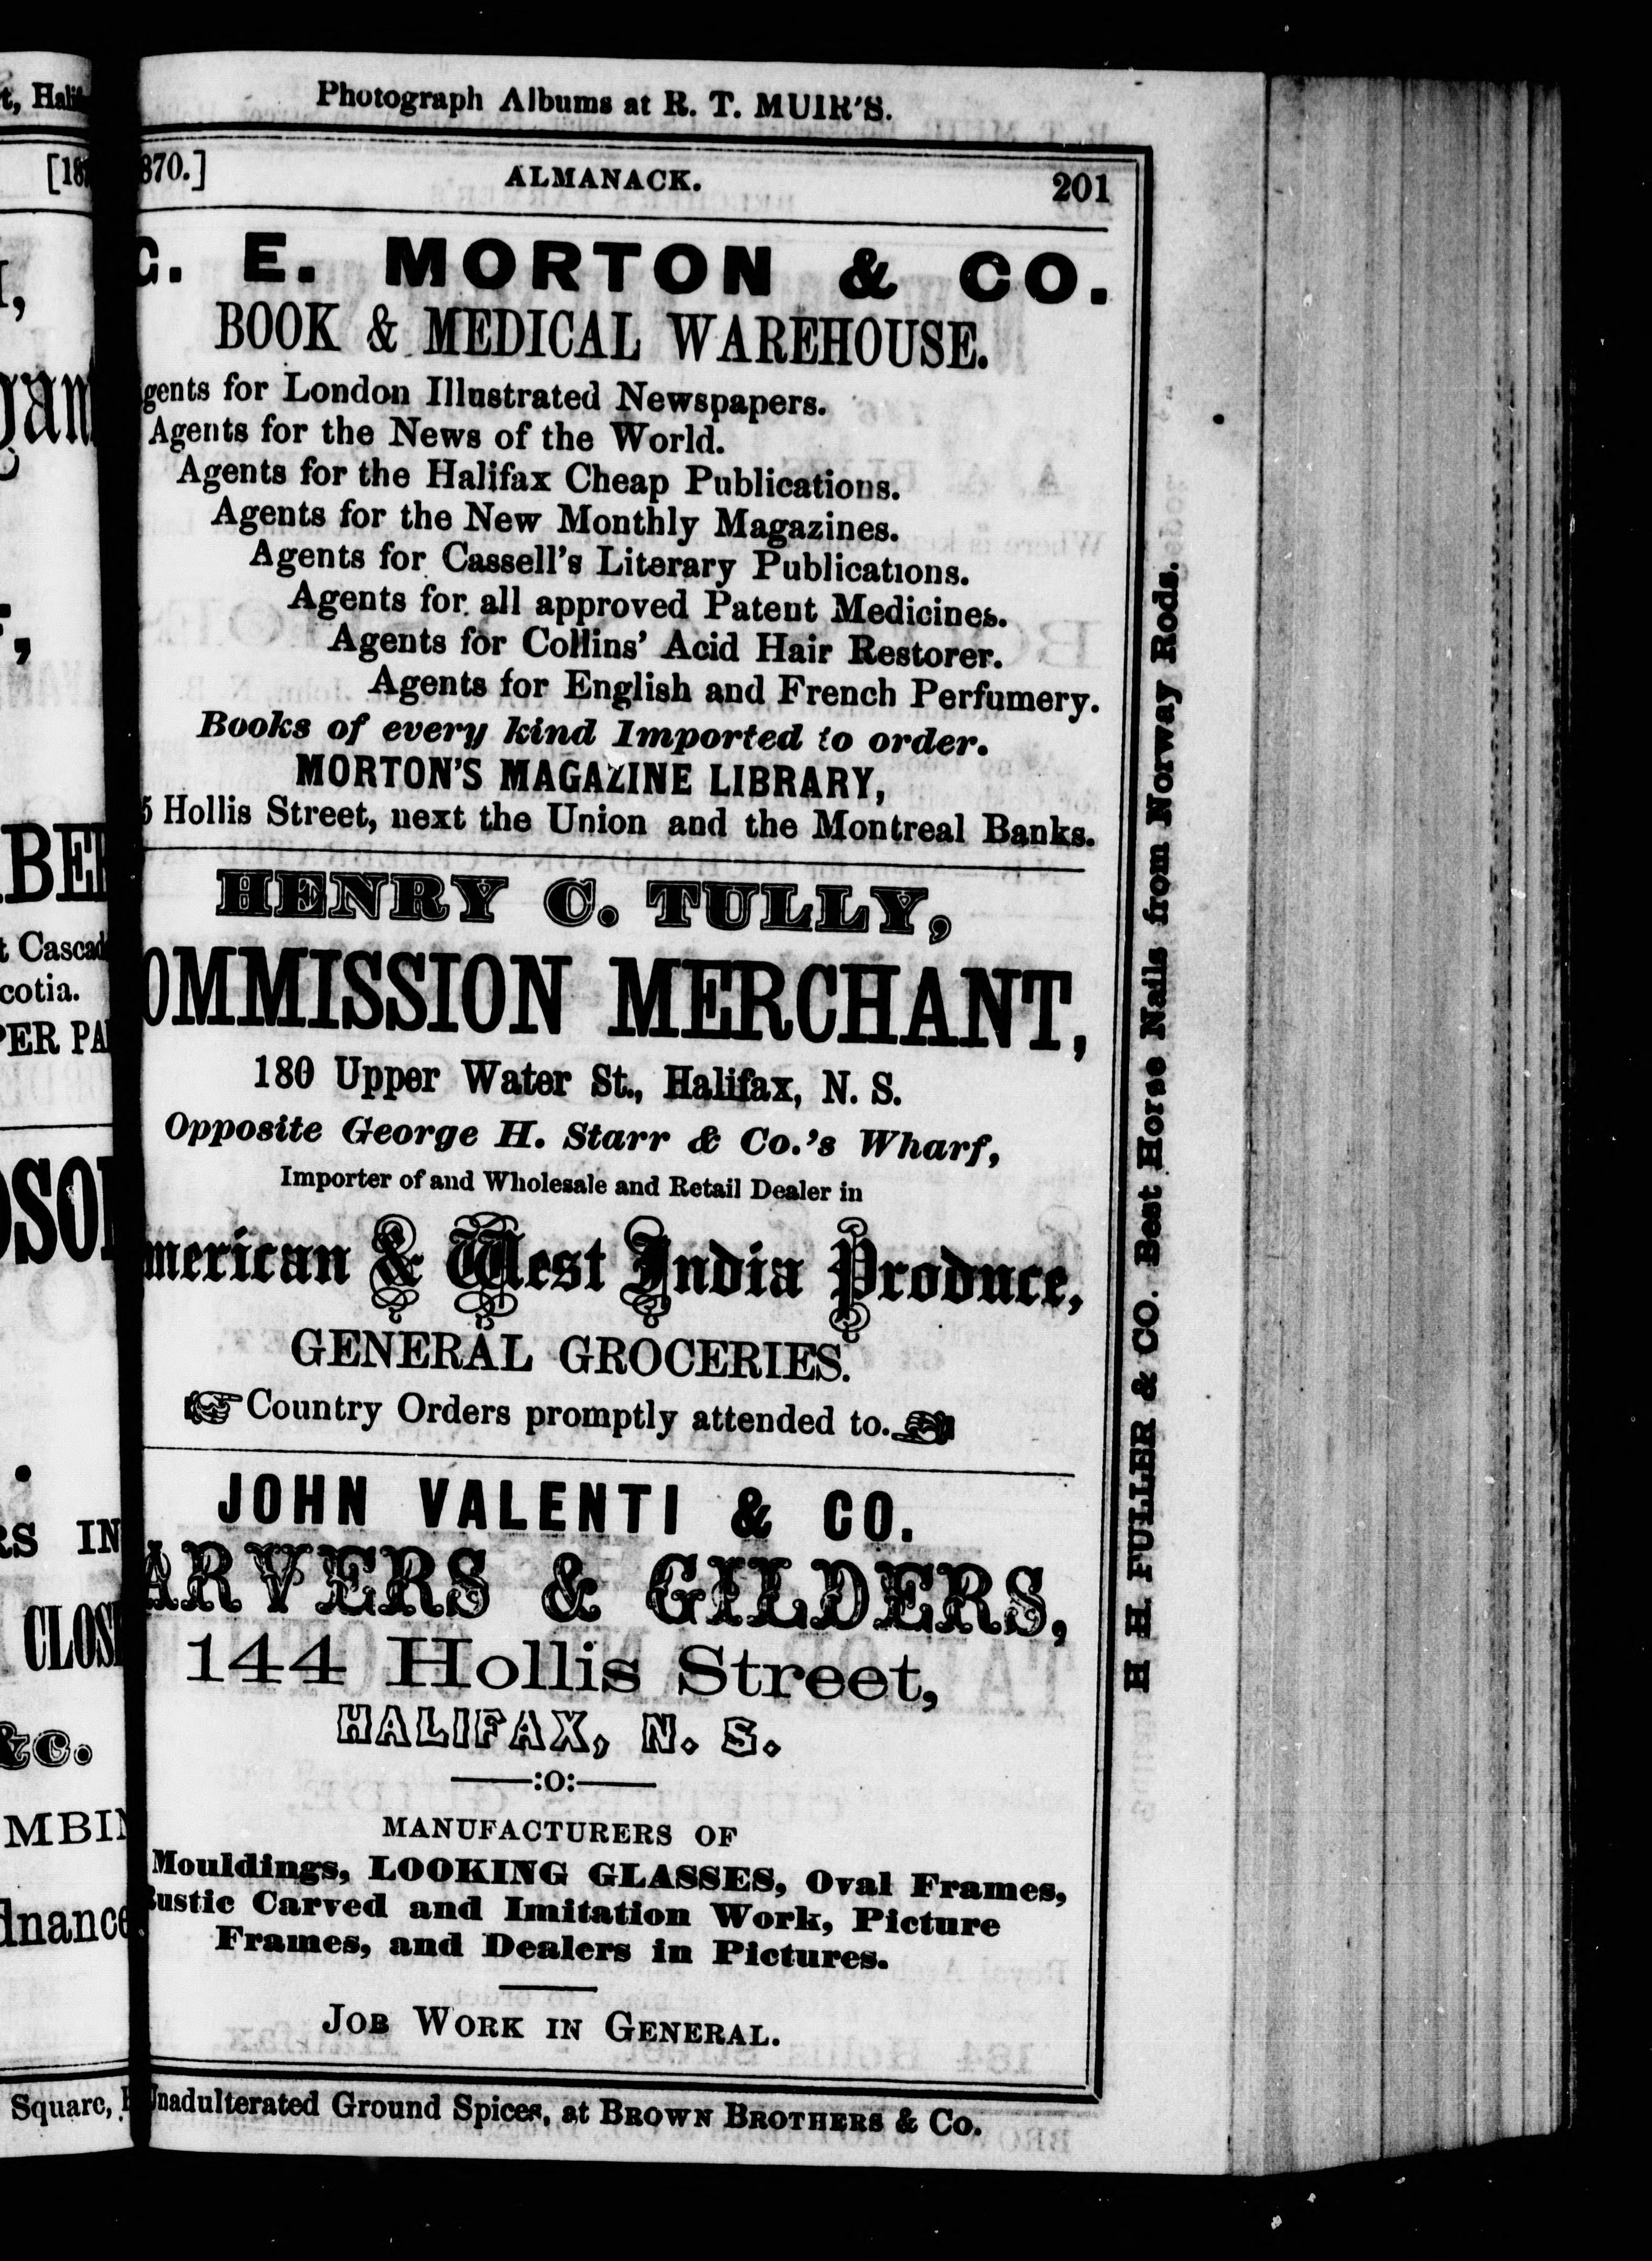 Photograph Albums at R. T. MUIR'S.
870.] ALMANACK. 201
. E. MORTON & CO.
BOOK & MEDICAL WAREHOUSE.
gents for London Illustrated Newspapers.
Agents for the News of the World.
Agents for the Halifax Cheap Publications.
Agents for the New Monthly Magazines.
Agents for Cassell's Literary Publications.
Agents for all approved Patent Medicines.
Agents for Collins' Acid Hair Restorer.
Agents for English and French Perfumery.
Books of every kind Imported to order.
MORTON'S MAGAZINE LIBRARY,
5 Hollis Street, next the Union and the Montreal Banks.
HENRY C. TULLY,
OMMISSION MERCHANT,
180 Upper Water St., Halifax, N. S.
Opposite George H. Starr & Co.'s Wharf,
Importer of and Wholesale and Retail Dealer in
merican & West India Produce,
GENERAL GROCERIES.
☞Country Orders promptly attended to.☜
JOHN VALENTI & CO.
ARVERS & GILDERS,
144 Hollis Street,
HALIFAX, N. S.
——:o:——
MANUFACTURERS OF
Mouldings, LOOKING GLASSES, Oval Frames,
ustic Carved and Imitation Work, Picture
Frames, and Dealers in Pictures.
JOB WORK IN GENERAL.
Unadulterated Ground Spices, at BROWN BROTHERS & Co.
H H. FULLER & CO. Best Horse Nails from Norway Rods.